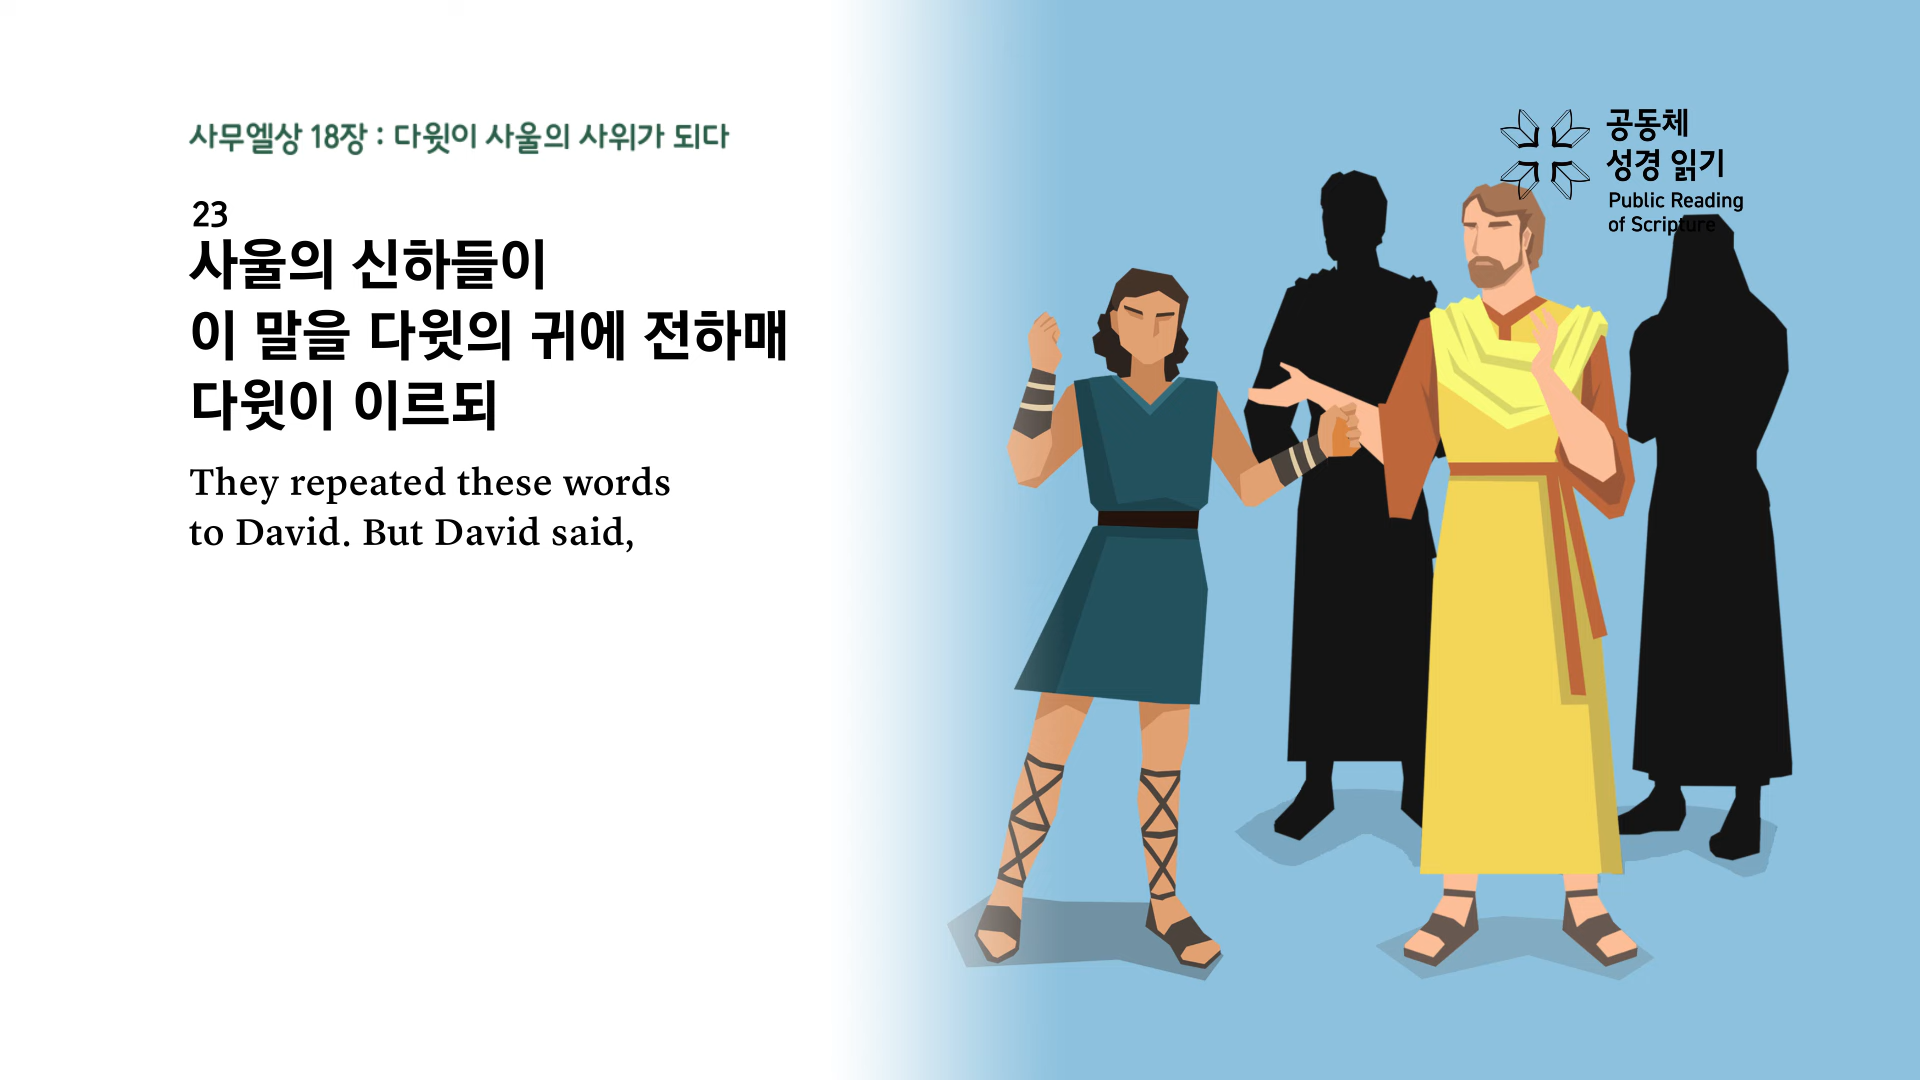 사무엘상 18장 : 다윗이 사울의 사위가 되다
23
사울의 신하들이
이 말을 다윗의 귀에 전하매
다윗이 이르되
They repeated these words
to David. But David said,
공동체
성경 읽기
Public Reading
of Scripture